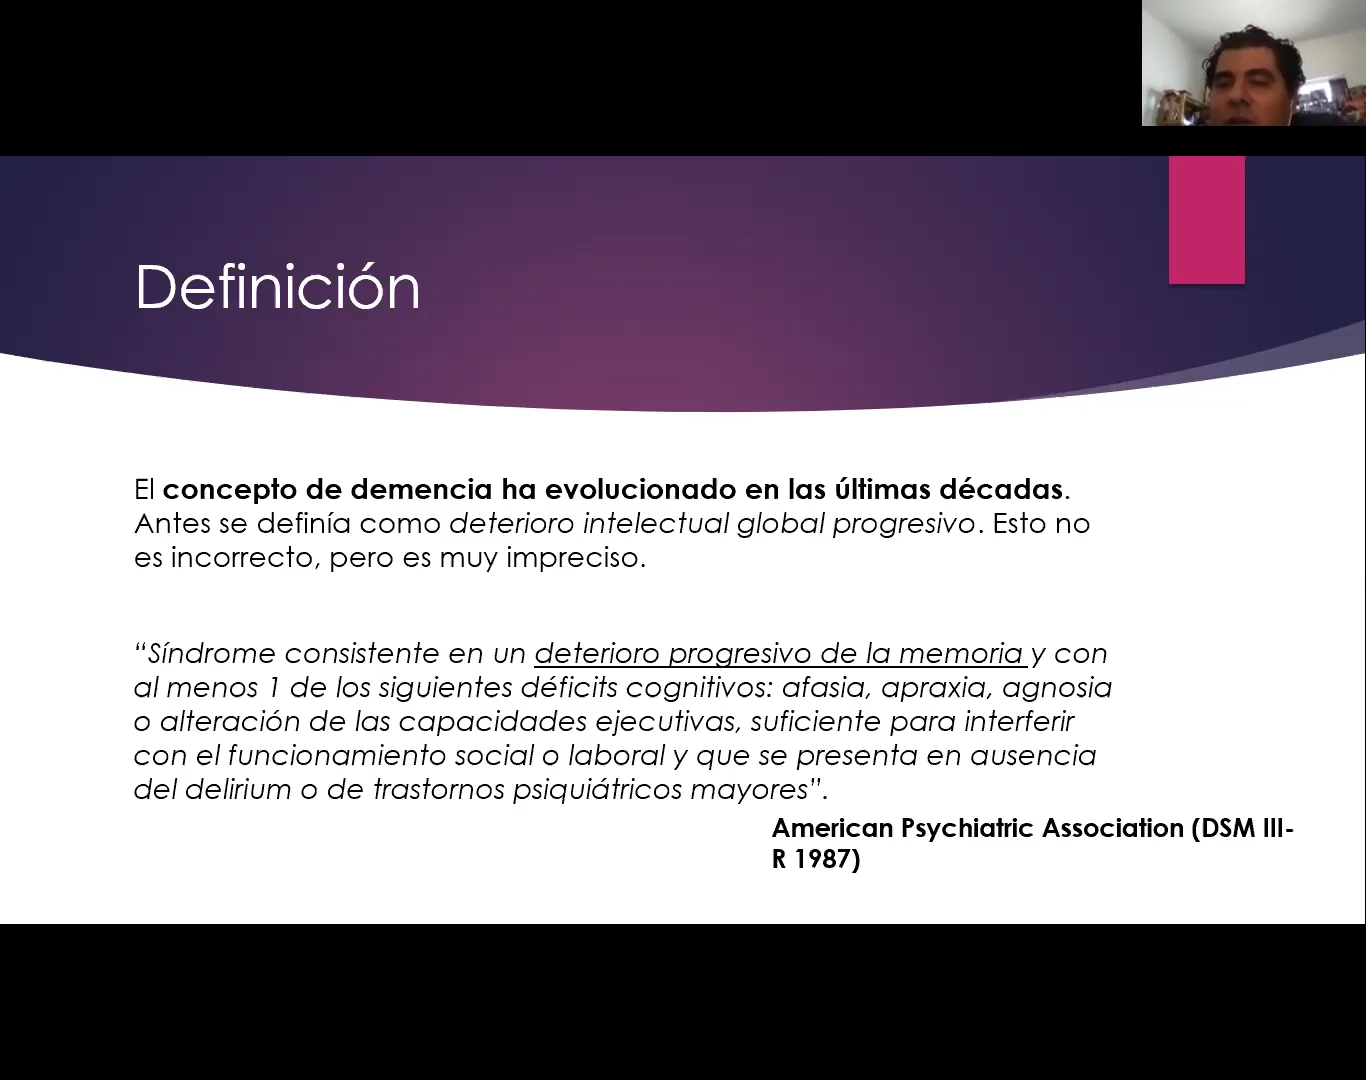 Definición
El concepto de demencia ha evolucionado en las últimas décadas.
Antes se definía como deterioro intelectual global progresivo. Esto no
es incorrecto, pero es muy impreciso.
“Síndrome consistente en un deterioro progresivo de la memoria y con
al menos 1 de los siguientes déficits cognitivos: afasia, apraxia, agnosia
o alteración de las capacidades ejecutivas, suficiente para interferir
con el funcionamiento social o laboral y que se presenta en ausencia
del delirium o de trastornos psiquiátricos mayores”.
American Psychiatric Association (DSM III-
R 1987)